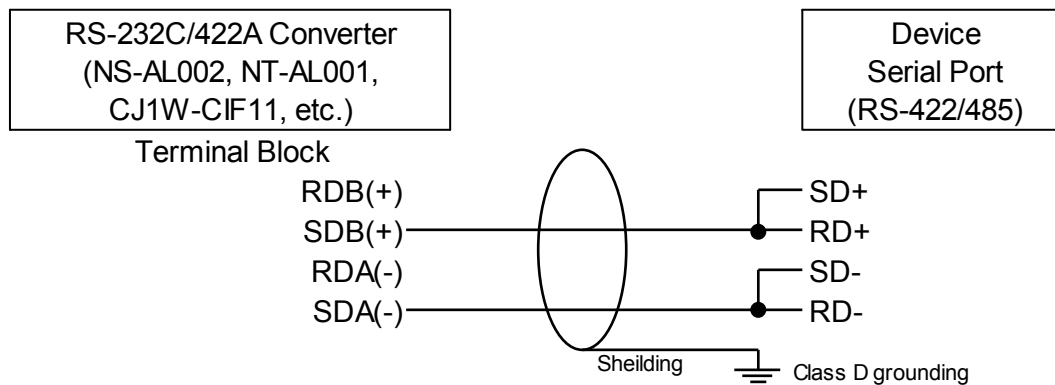 RS-232C/422A Converter
(NS-AL002, NT-AL001,
CJ1W-CIF11, etc.)
Device
Serial Port
(RS-422/485)
Terminal Block
RDB(+)
SDB(+)
RDA(-)
SDA(-)
SD+
RD+
SD-
RD-
Sheilding
Class D grounding